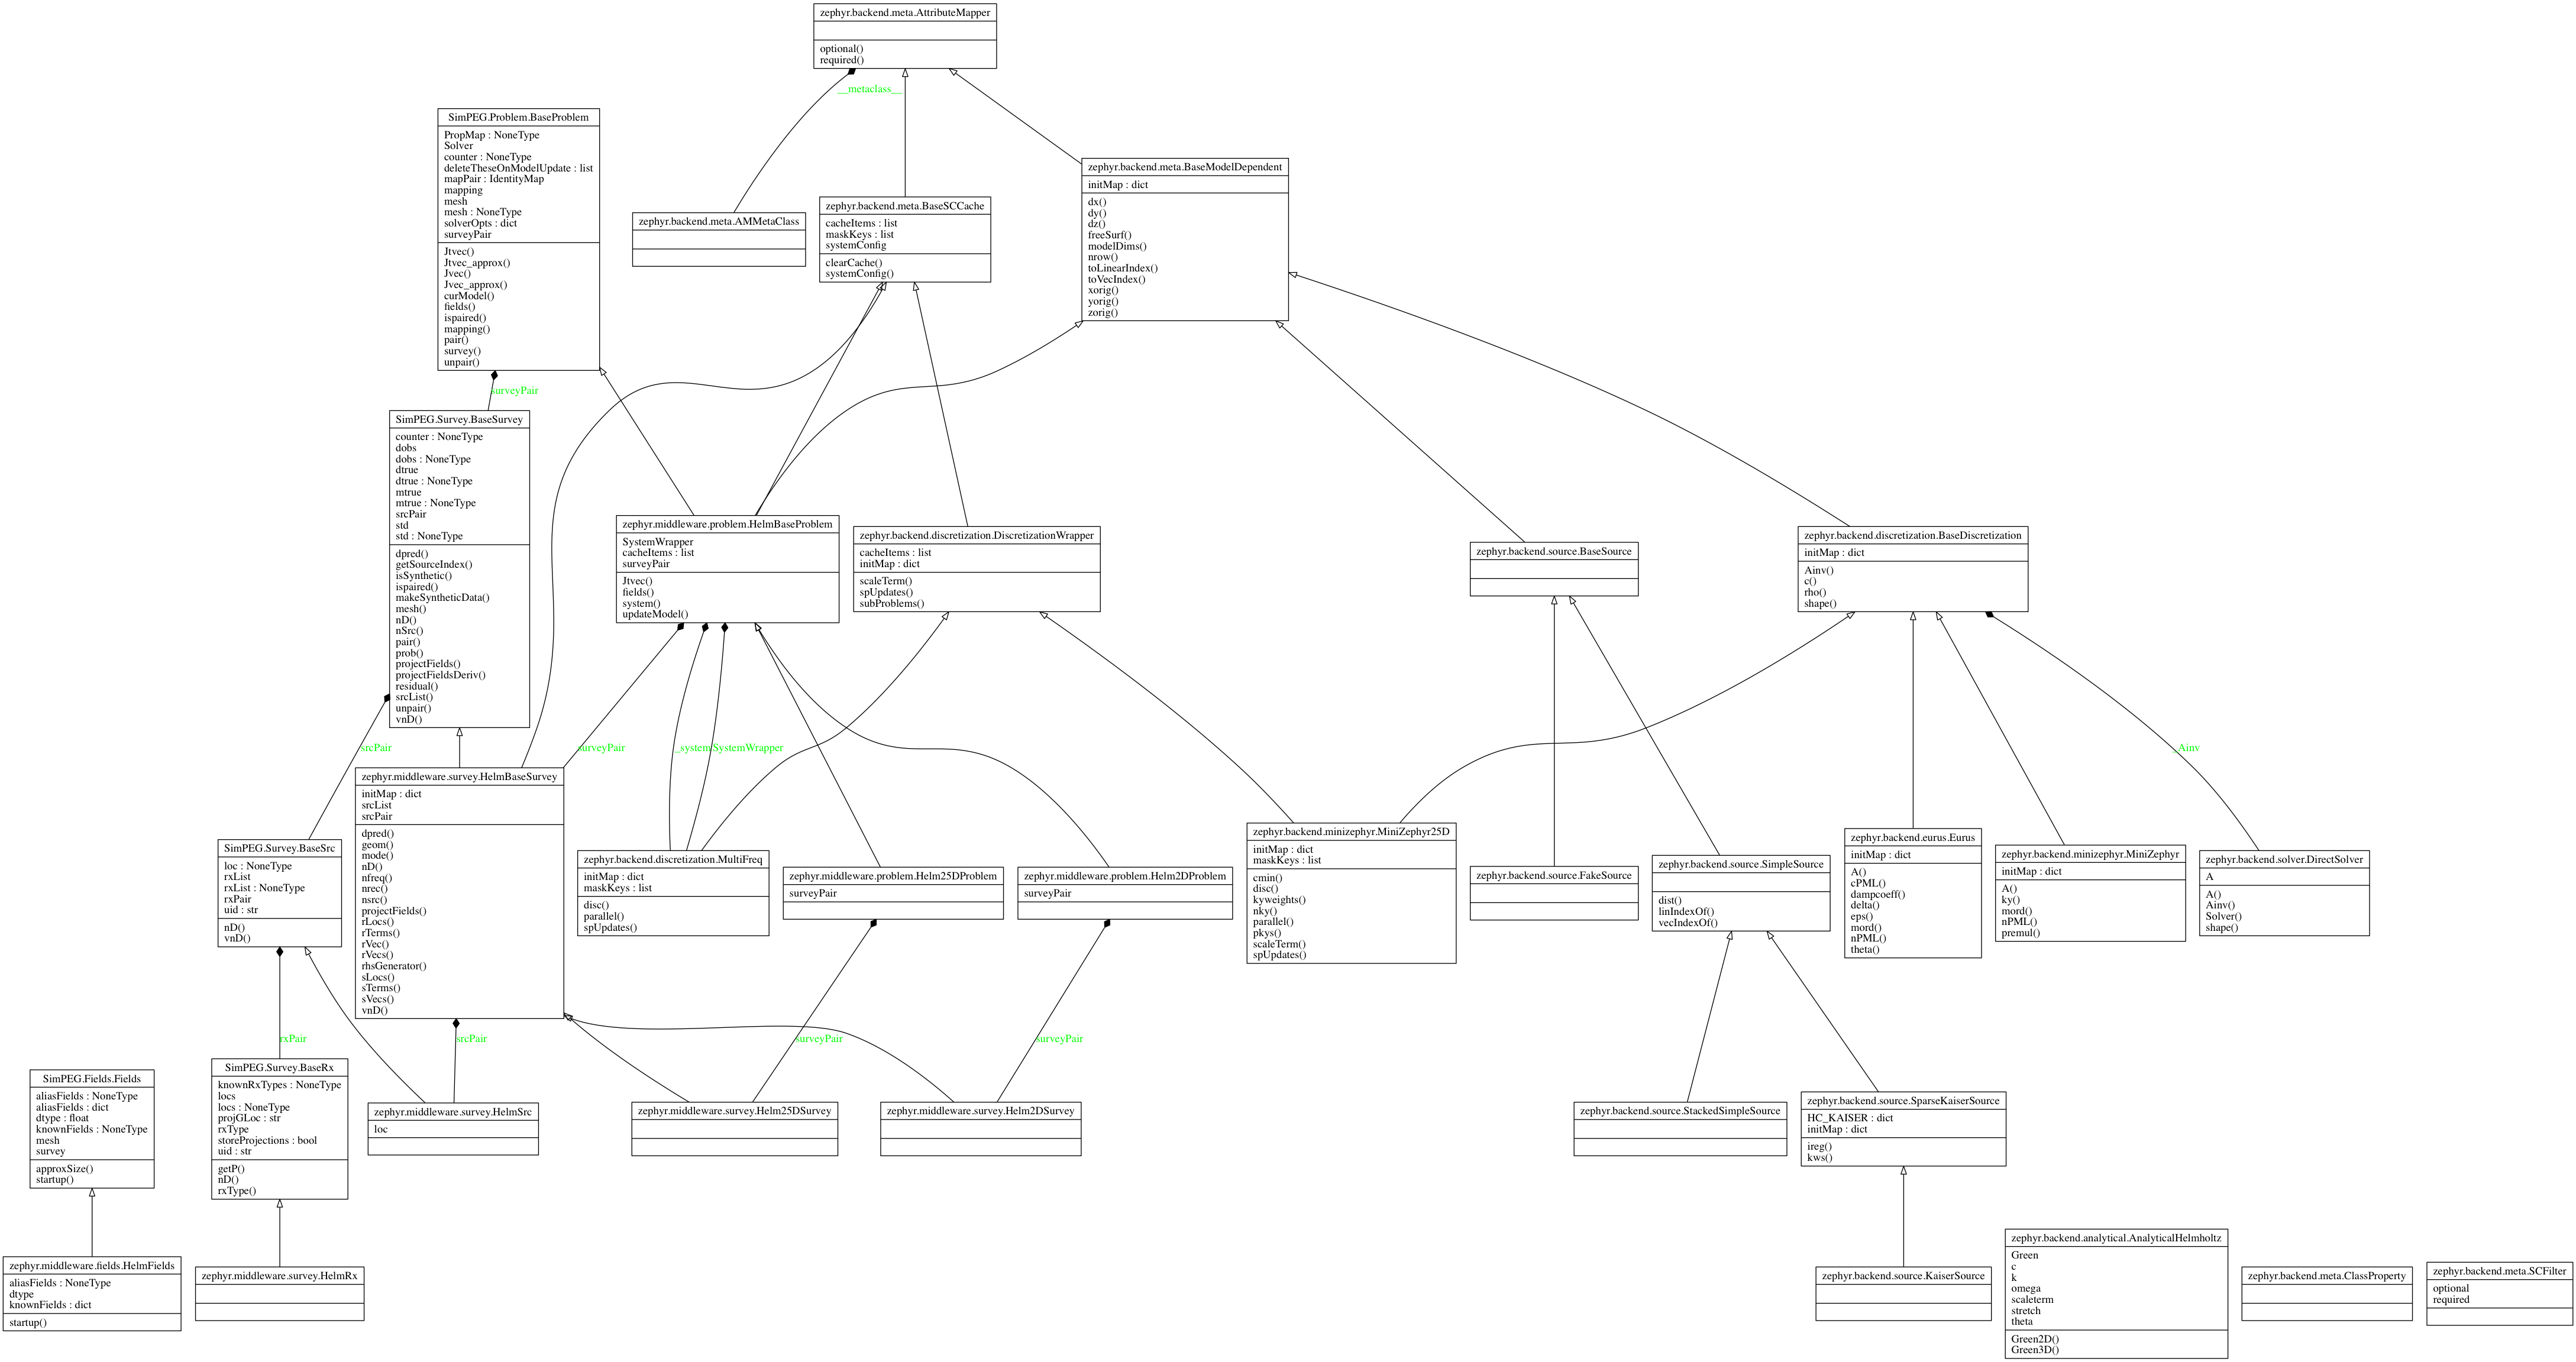 zephyr.backend.meta.AttributeMapper
optional()
required()
__metaclass__
SimPEG.Problem.BaseProblem
PropMap : NoneType
Solver
counter : NoneType
deleteTheseOnModelUpdate : list
mapPair : IdentityMap
mapping
mesh
mesh : NoneType
solverOpts : dict
surveyPair
Jtvec()
Jtvec_approx()
Jvec()
Jvec_approx()
curModel()
fields()
ispaired()
mapping()
pair()
survey()
unpair()
zephyr.backend.meta.AMMetaClass
zephyr.backend.meta.BaseSCCache
cacheItems : list
maskKeys : list
systemConfig
clearCache()
systemConfig()
zephyr.backend.meta.BaseModelDependent
initMap : dict
dx()
dy()
dz()
freeSurf()
modelDims()
nrow()
toLinearIndex()
toVecIndex()
xorig()
yorig()
zorig()
surveyPair
SimPEG.Survey.BaseSurvey
counter : NoneType
dobs
dobs : NoneType
dtrue
dtrue : NoneType
mtrue
mtrue : NoneType
srcPair
std
std : NoneType
dpred()
getSourceIndex()
isSynthetic()
ispaired()
makeSyntheticData()
mesh()
nD()
nSrc()
pair()
prob()
projectFields()
projectFieldsDeriv()
residual()
srcList()
unpair()
vnD()
zephyr.middleware.problem.HelmBaseProblem
SystemWrapper
cacheItems : list
surveyPair
Jtvec()
fields()
system()
updateModel()
zephyr.backend.discretization.DiscretizationWrapper
cacheItems : list
initMap : dict
scaleTerm()
spUpdates()
subProblems()
zephyr.backend.source.BaseSource
zephyr.backend.discretization.BaseDiscretization
initMap : dict
Ainv()
c()
rho()
shape()
srcPair
surveyPair
_system
SystemWrapper
_Ainv
SimPEG.Survey.BaseSrc
loc : NoneType
rxList
rxList : NoneType
rxPair
uid : str
nD()
vnD()
zephyr.middleware.survey.HelmBaseSurvey
initMap : dict
srcList
srcPair
dpred()
geom()
mode()
nD()
nfreq()
nrec()
nsrc()
projectFields()
rLocs()
rTerms()
rVec()
rVecs()
rhsGenerator()
sLocs()
sTerms()
sVecs()
vnD()
zephyr.backend.discretization.MultiFreq
initMap : dict
maskKeys : list
disc()
parallel()
spUpdates()
zephyr.middleware.problem.Helm25DProblem
surveyPair
zephyr.middleware.problem.Helm2DProblem
surveyPair
zephyr.backend.minizephyr.MiniZephyr25D
initMap : dict
maskKeys : list
cmin()
disc()
kyweights()
nky()
parallel()
pkys()
scaleTerm()
spUpdates()
zephyr.backend.source.FakeSource
zephyr.backend.source.SimpleSource
dist()
linIndexOf()
vecIndexOf()
zephyr.backend.eurus.Eurus
initMap : dict
A()
cPML()
dampcoeff()
delta()
eps()
mord()
nPML()
theta()
zephyr.backend.minizephyr.MiniZephyr
initMap : dict
A()
ky()
mord()
nPML()
premul()
zephyr.backend.solver.DirectSolver
A
A()
Ainv()
Solver()
shape()
rxPair
srcPair
surveyPair
surveyPair
SimPEG.Fields.Fields
aliasFields : NoneType
aliasFields : dict
dtype : float
knownFields : NoneType
mesh
survey
approxSize()
startup()
SimPEG.Survey.BaseRx
knownRxTypes : NoneType
locs
locs : NoneType
projGLoc : str
rxType
storeProjections : bool
uid : str
getP()
nD()
rxType()
zephyr.middleware.survey.HelmSrc
loc
zephyr.middleware.survey.Helm25DSurvey
zephyr.middleware.survey.Helm2DSurvey
zephyr.backend.source.StackedSimpleSource
zephyr.backend.source.SparseKaiserSource
HC_KAISER : dict
initMap : dict
ireg()
kws()
zephyr.middleware.fields.HelmFields
aliasFields : NoneType
dtype
knownFields : dict
startup()
zephyr.middleware.survey.HelmRx
zephyr.backend.source.KaiserSource
zephyr.backend.analytical.AnalyticalHelmholtz
Green
c
k
omega
scaleterm
stretch
theta
Green2D()
Green3D()
zephyr.backend.meta.ClassProperty
zephyr.backend.meta.SCFilter
optional
required